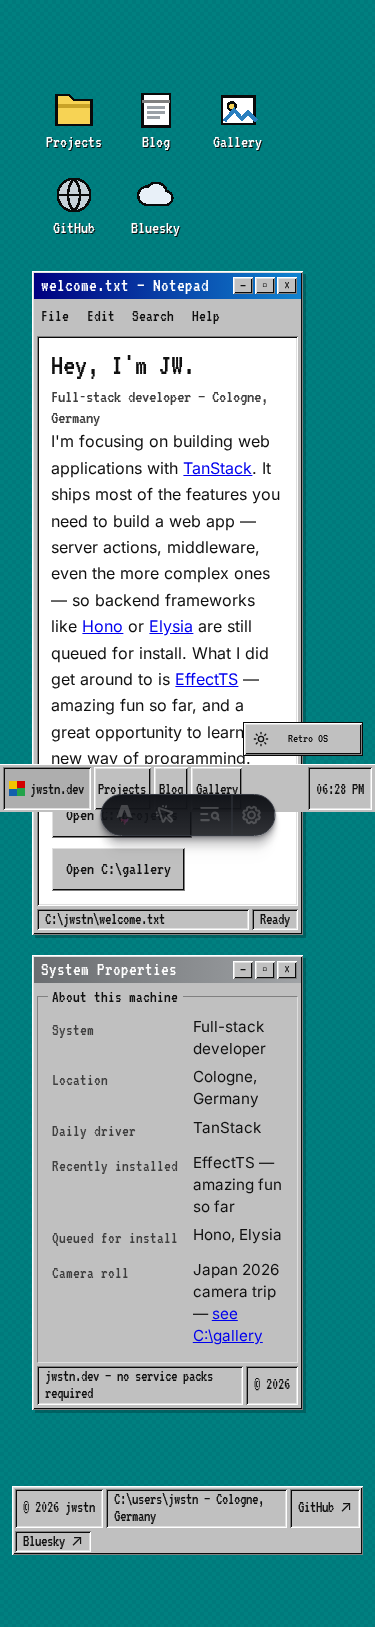 Projects Blog Gallery
GitHub Bluesky
welcome.txt — Notepad
File Edit Search Help
Hey, I'm JW.
Full-stack developer — Cologne,
Germany
I'm focusing on building web
applications with TanStack. It
ships most of the features you
need to build a web app —
server actions, middleware,
even the more complex ones
— so backend frameworks
like Hono or Elysia are still
queued for install. What I did
get around to is EffectTS —
amazing fun so far, and a
great opportunity to learn
new way of programming.
Retro OS
jwstn.dev Projects Blog Gallery 06:28 PM
Open
Open C:\gallery
C:\jwstn\welcome.txt Ready
System Properties
About this machine
System Full-stack
developer
Location Cologne,
Germany
Daily driver TanStack
Recently installed EffectTS —
amazing fun
so far
Queued for install Hono, Elysia
Camera roll Japan 2026
camera trip
— see
C:\gallery
jwstn.dev — no service packs
required
© 2026
© 2026 jwstn C:\users\jwstn — Cologne,
Germany
GitHub ↗
Bluesky ↗